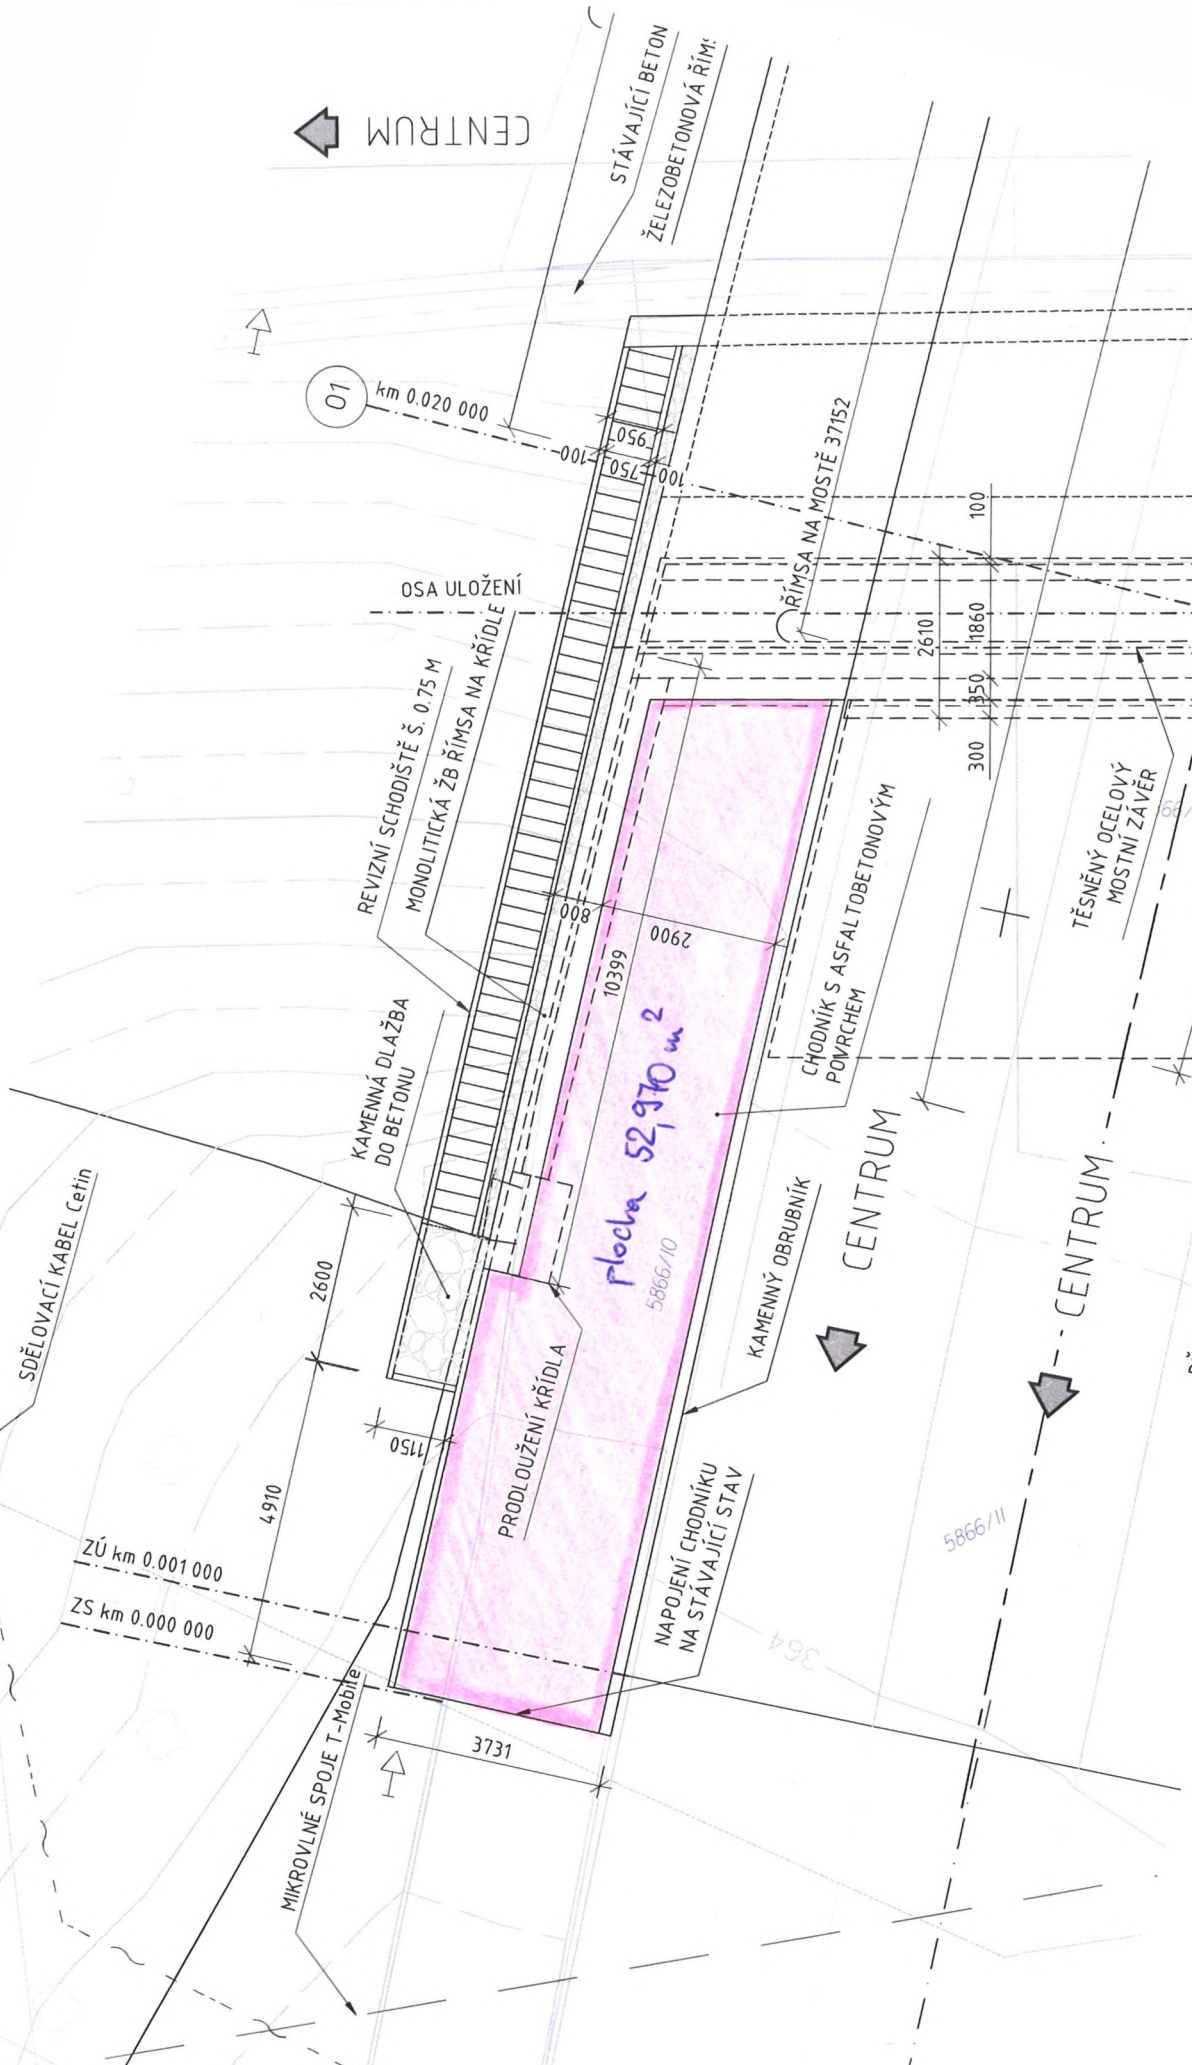 CENTRUM
STÁVAJÍCÍ BETON
ŽELEZOBETONOVÁ ŘÍMS
01
km 0.020 000
950
100
750
100
ŘÍMSA NA MOSTĚ 37152
100
OSA ULOŽENÍ
1860
2610
350
300
REVIZNÍ SCHODIŠTĚ Š. 0.75 M
MONOLITICKÁ ŽB ŘÍMSA NA KŘÍDLE
TĚSNĚNÝ OCELOVÝ
MOSTNÍ ZÁVĚR
66/
800
2900
10399
CHODNÍK S ASFALTOBETONOVÝM
POVRCHEM
KAMENNÁ DLAŽBA
DO BETONU
plocha 52,970 m²
5866/10
CENTRUM
CENTRUM
SDĚLOVACÍ KABEL Cetin
2600
KAMENNÝ OBRUBNÍK
PRODLOUŽENÍ KŘÍDLA
1150
4910
NAPOJENÍ CHODNÍKU
NA STÁVAJÍCÍ STAV
5866/11
ZÚ km 0.001 000
ZS km 0.000 000
364
MIKROVLNÉ SPOJE T-Mobile
3731